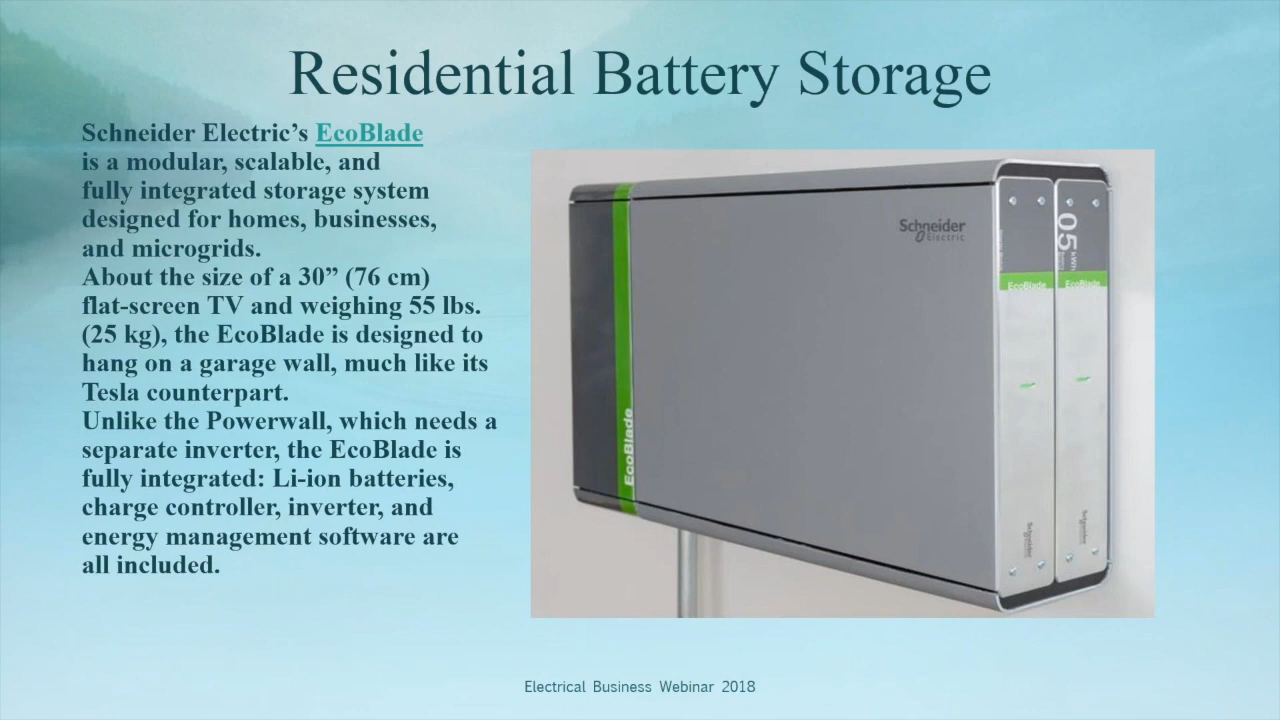 Residential Battery Storage
Schneider Electric’s EcoBlade
is a modular, scalable, and
fully integrated storage system
designed for homes, businesses,
and microgrids.
About the size of a 30” (76 cm)
flat-screen TV and weighing 55 lbs.
(25 kg), the EcoBlade is designed to
hang on a garage wall, much like its
Tesla counterpart.
Unlike the Powerwall, which needs a
separate inverter, the EcoBlade is
fully integrated: Li-ion batteries,
charge controller, inverter, and
energy management software are
all included.
Schneider
Electric
EcoBlade
EcoBlade
Schneider
05
kWh
EcoBlade
Schneider
Electrical Business Webinar 2018